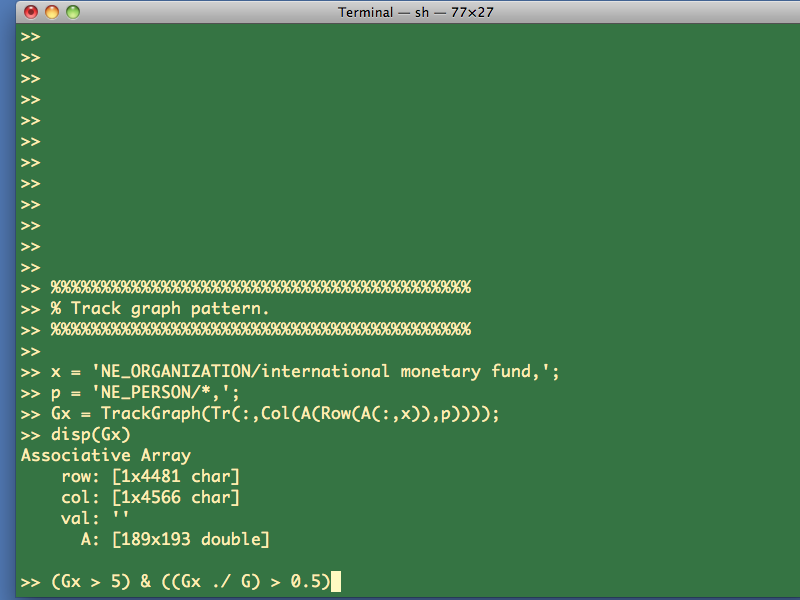 Terminal — sh — 77×27
>>
>>
>>
>>
>>
>>
>>
>>
>>
>>
>>
>>
>> %%%%%%%%%%%%%%%%%%%%%%%%%%%%%%%%%%%%%%%%%%
>> % Track graph pattern.
>> %%%%%%%%%%%%%%%%%%%%%%%%%%%%%%%%%%%%%%%%%%
>>
>> x = 'NE_ORGANIZATION/international monetary fund,';
>> p = 'NE_PERSON/*,';
>> Gx = TrackGraph(Tr(:,Col(A(Row(A(:,x)),p))));
>> disp(Gx)
Associative Array
    row: [1x4481 char]
    col: [1x4566 char]
    val: ''
      A: [189x193 double]
>> (Gx > 5) & ((Gx ./ G) > 0.5)